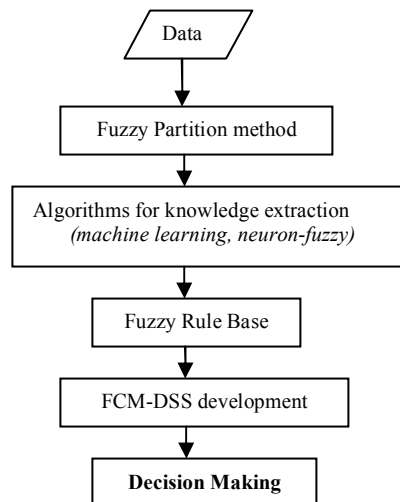 Data
Fuzzy Partition method
Algorithms for knowledge extraction
(machine learning, neuron-fuzzy)
Fuzzy Rule Base
FCM-DSS development
Decision Making